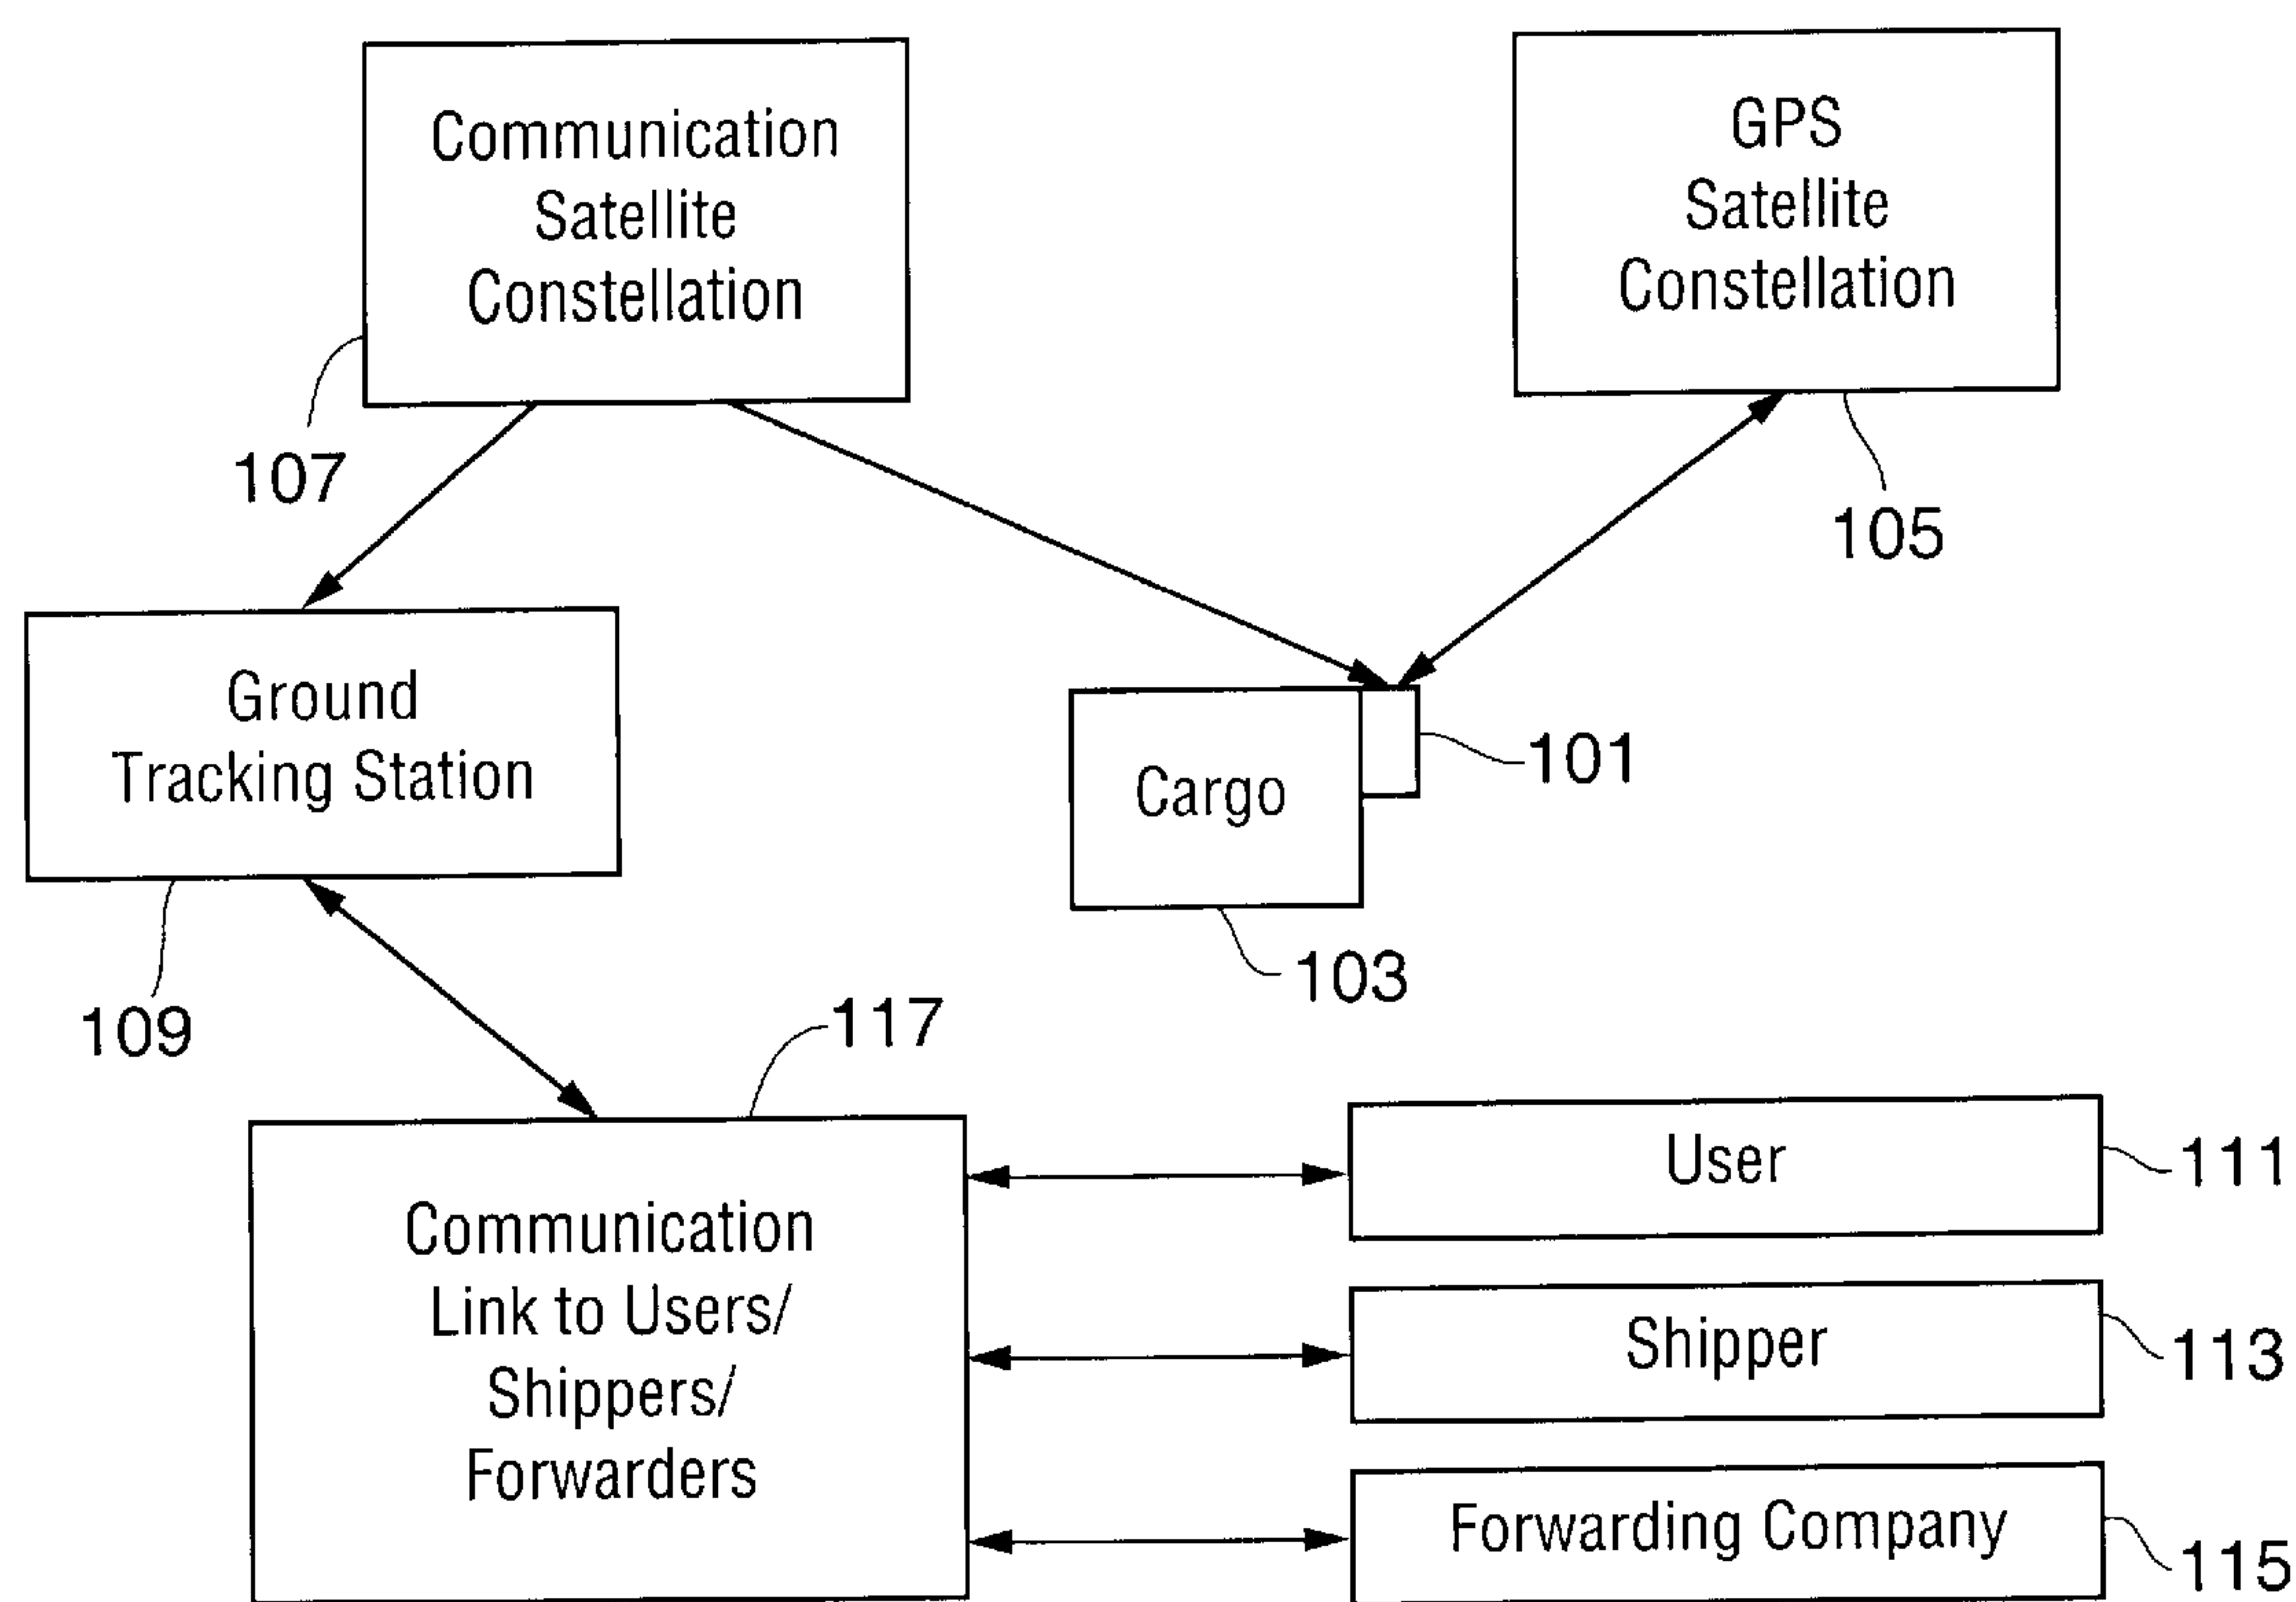 Communication
Satellite
Constellation
GPS
Satellite
Constellation
107
105
Ground
Tracking Station
Cargo
101
103
109
117
Communication
Link to Users/
Shippers/
Forwarders
User
111
Shipper
113
Forwarding Company
115